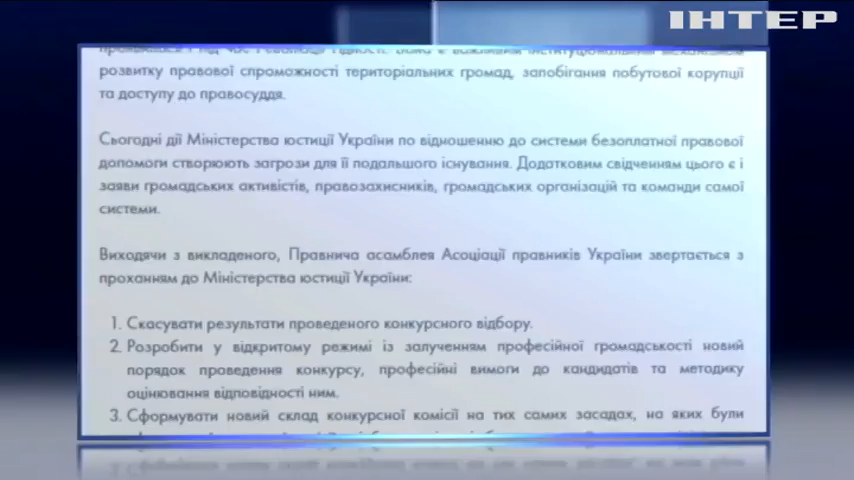 ІНТЕР
розвитку правової спроможності територіальних громад, запобігання побутової корупції
та доступу до правосуддя.
Сьогодні дії Міністерства юстиції України по відношенню до системи безоплатної правової
допомоги створюють загрози для її подальшого існування. Додатковим свідченням цього є і
заяви громадських активістів, правозахисників, громадських організацій та команди самої
системи.
Виходячи з викладеного, Правнича асамблея Асоціації правників України звертається з
проханням до Міністерства юстиції України:
1. Скасувати результати проведеного конкурсного відбору.
2. Розробити у відкритому режимі із залученням професійної громадськості новий
порядок проведення конкурсу, професійні вимоги до кандидатів та методику
оцінювання відповідності ним.
3. Сформувати новий склад конкурсної комісії на тих самих засадах, на яких були